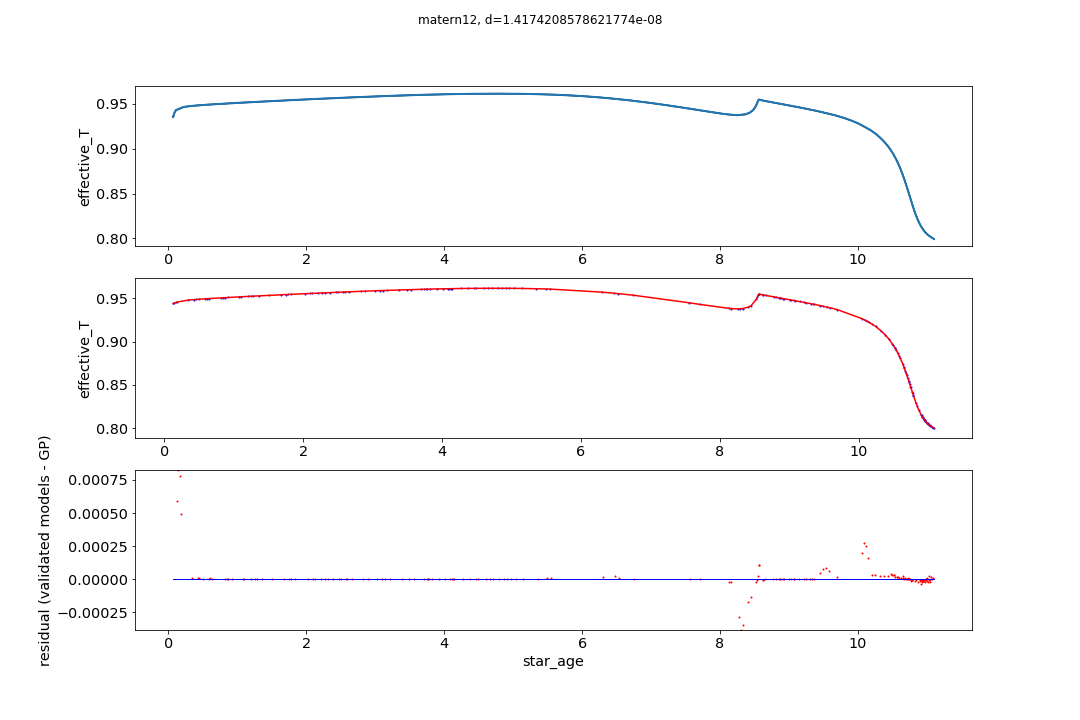 matern12, d=1.4174208578621774e-08
effective_T
0.95
0.90
0.85
0.80
0 2 4 6 8 10
effective_T
0.95
0.90
0.85
0.80
0 2 4 6 8 10
residual (validated models - GP)
0.00075
0.00050
0.00025
0.00000
−0.00025
0 2 4 6 8 10
star_age